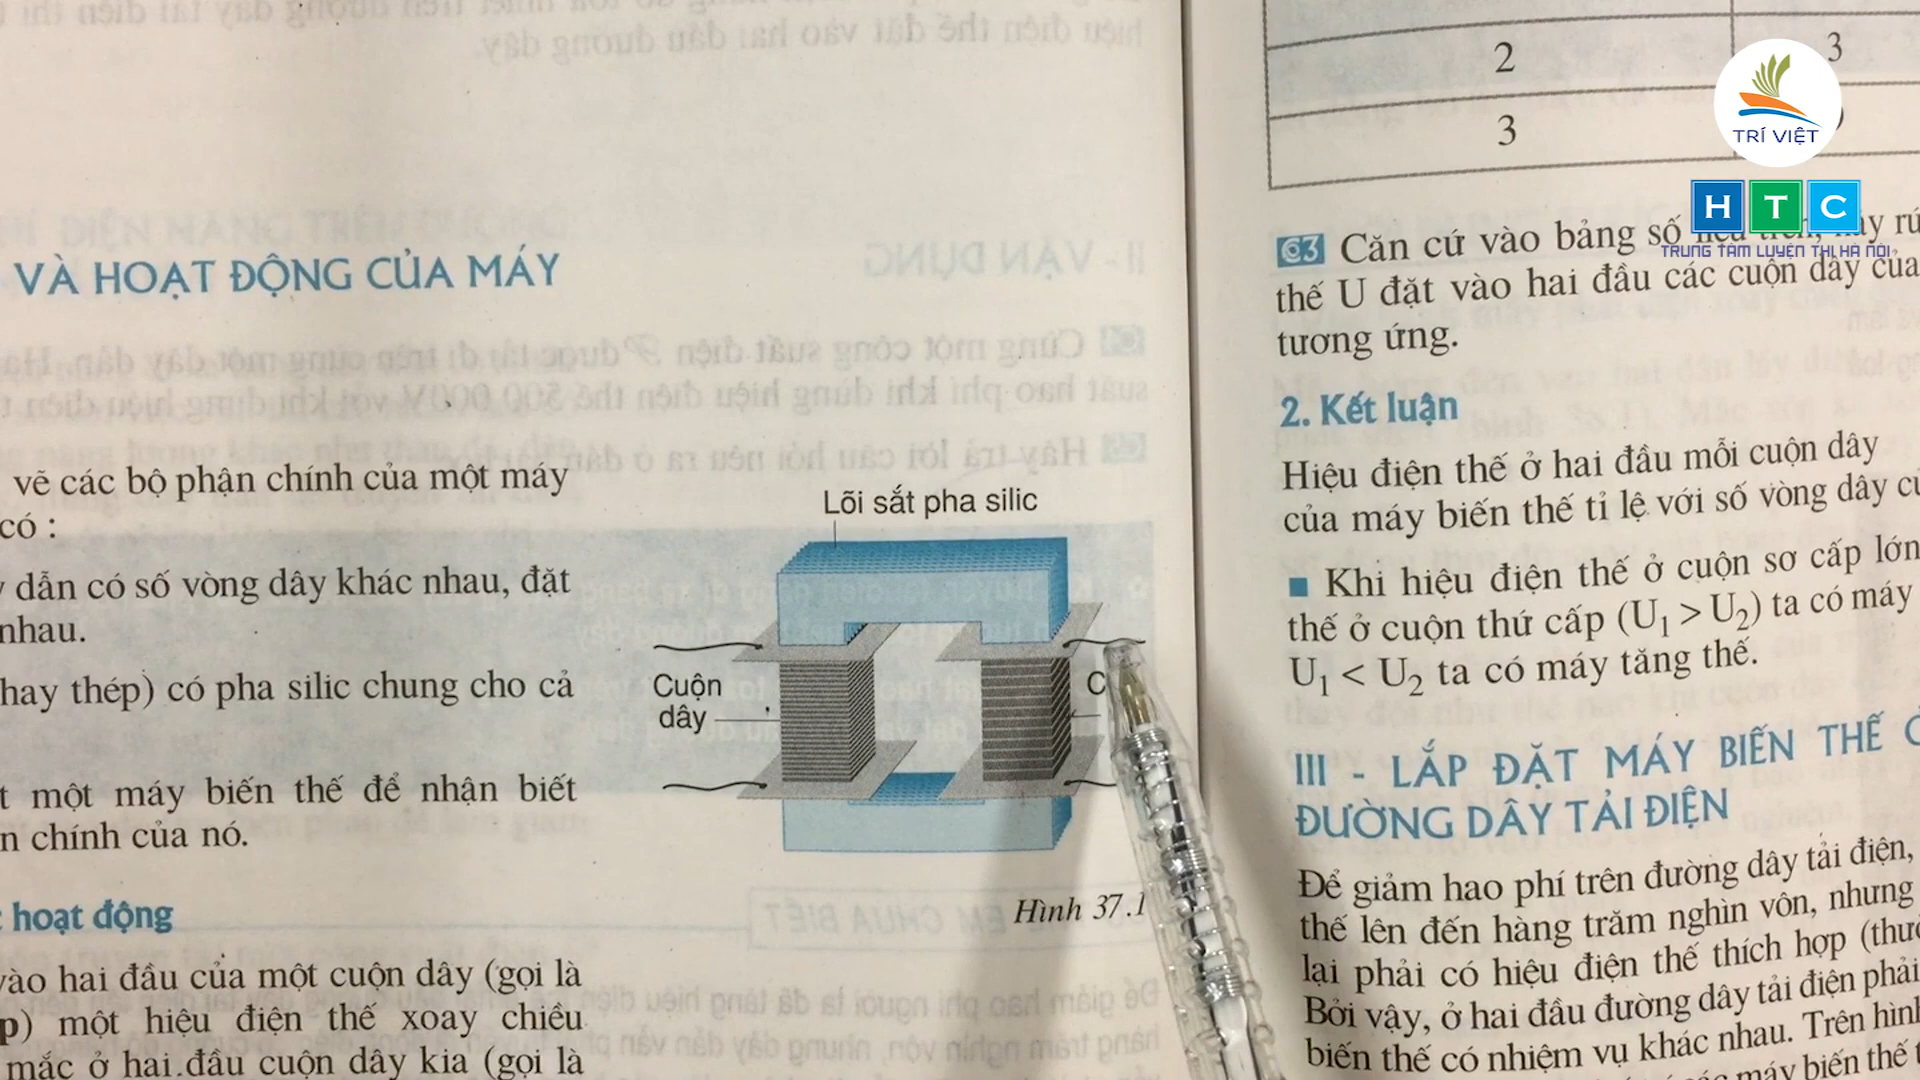 VÀ HOẠT ĐỘNG CỦA MÁY
vẽ các bộ phận chính của một máy
có :
dẫn có số vòng dây khác nhau, đặt
nhau.
hay thép) có pha silic chung cho cả
một máy biến thế để nhận biết
chính của nó.
hoạt động
vào hai đầu của một cuộn dây (gọi là
một hiệu điện thế xoay chiều
mắc ở hai đầu cuộn dây kia (gọi là
Lõi sắt pha silic
Cuộn
dây
Hình 37.1
2 3
3
TRÍ VIỆT
HTC
TRUNG TÂM LUYỆN THI HÀ NỘI
C3 Căn cứ vào bảng số
thế U đặt vào hai đầu các cuộn dây của
tương ứng.
2. Kết luận
Hiệu điện thế ở hai đầu mỗi cuộn dây
của máy biến thế tỉ lệ với số vòng dây
■ Khi hiệu điện thế ở cuộn sơ cấp lớn
thế ở cuộn thứ cấp (U₁ > U₂) ta có máy
U₁ < U₂ ta có máy tăng thế.
III - LẮP ĐẶT MÁY BIẾN THẾ
ĐƯỜNG DÂY TẢI ĐIỆN
Để giảm hao phí trên đường dây tải điện,
thế lên đến hàng trăm nghìn vôn, nhưng
lại phải có hiệu điện thế thích hợp
Bởi vậy, ở hai đầu đường dây tải điện phải
biến thế có nhiệm vụ khác nhau. Trên hình
máy biến thế